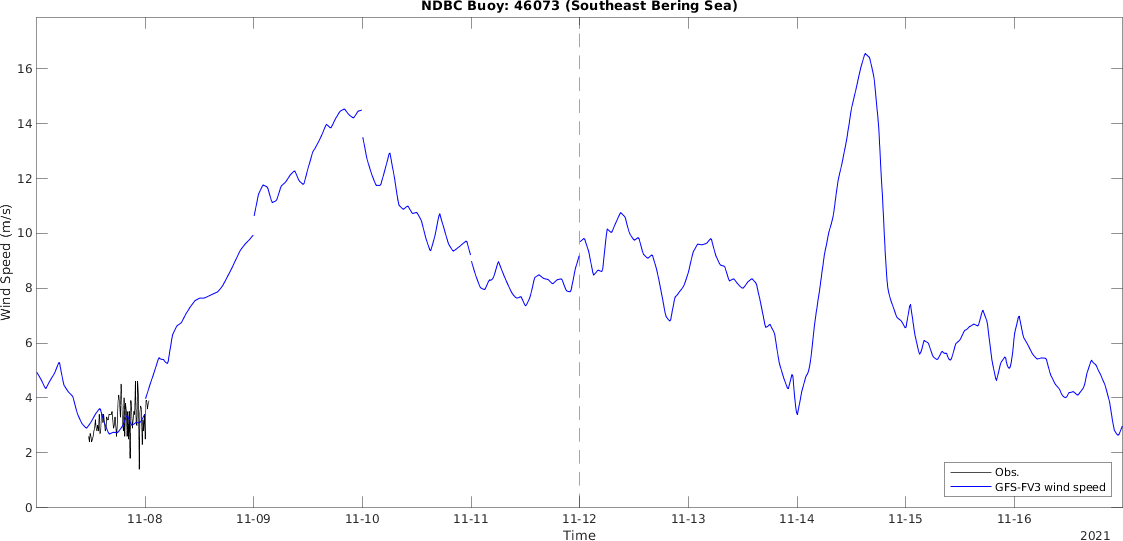 NDBC Buoy: 46073 (Southeast Bering Sea)
Wind Speed (m/s)
16
14
12
10
8
6
4
2
0
11-08 11-09 11-10 11-11 11-12 11-13 11-14 11-15 11-16
Time
2021
Obs.
GFS-FV3 wind speed